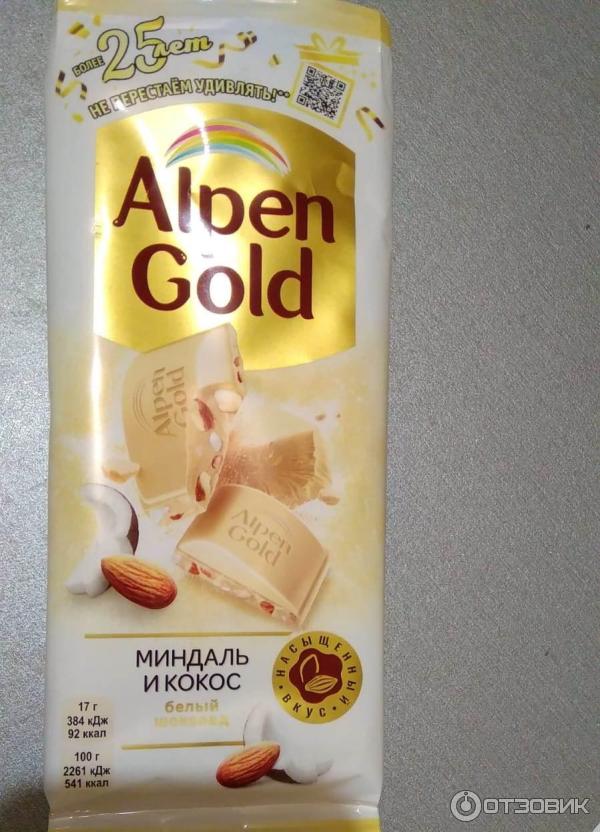 БОЛЕЕ 25 лет
НЕ ПЕРЕСТАЁМ УДИВЛЯТЬ!**
Alpen
Gold
Alpen
Gold
Alpen
Gold
МИНДАЛЬ
И КОКОС
белый
шоколад
НАСЫЩЕННЫЙ
ВКУС
17 г
384 кДж
92 ккал
100 г
2261 кДж
541 ккал
ОТЗОВИК